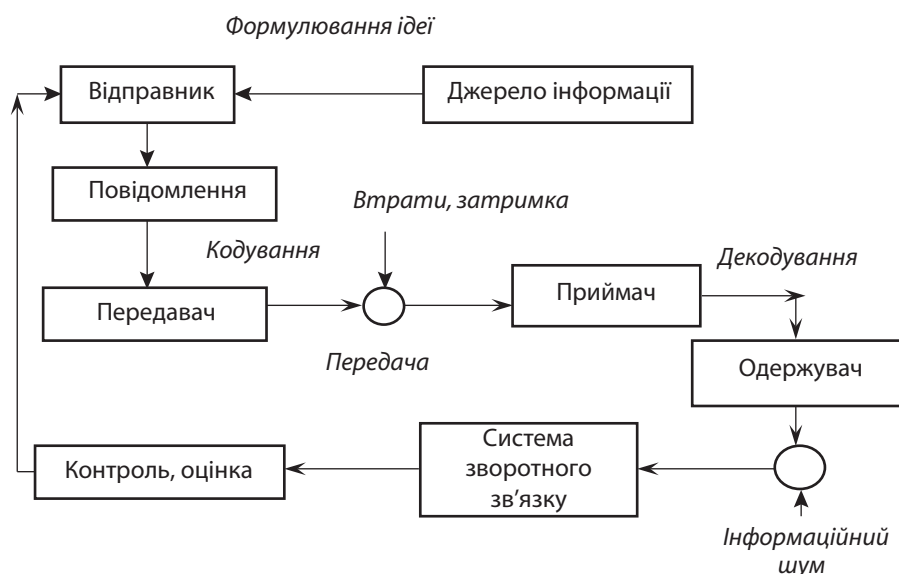 Формулювання ідеї
Відправник
Джерело інформації
Повідомлення
Втрати, затримка
Кодування
Декодування
Передавач
Приймач
Передача
Одержувач
Контроль, оцінка
Система
зворотного
зв'язку
Інформаційний
шум